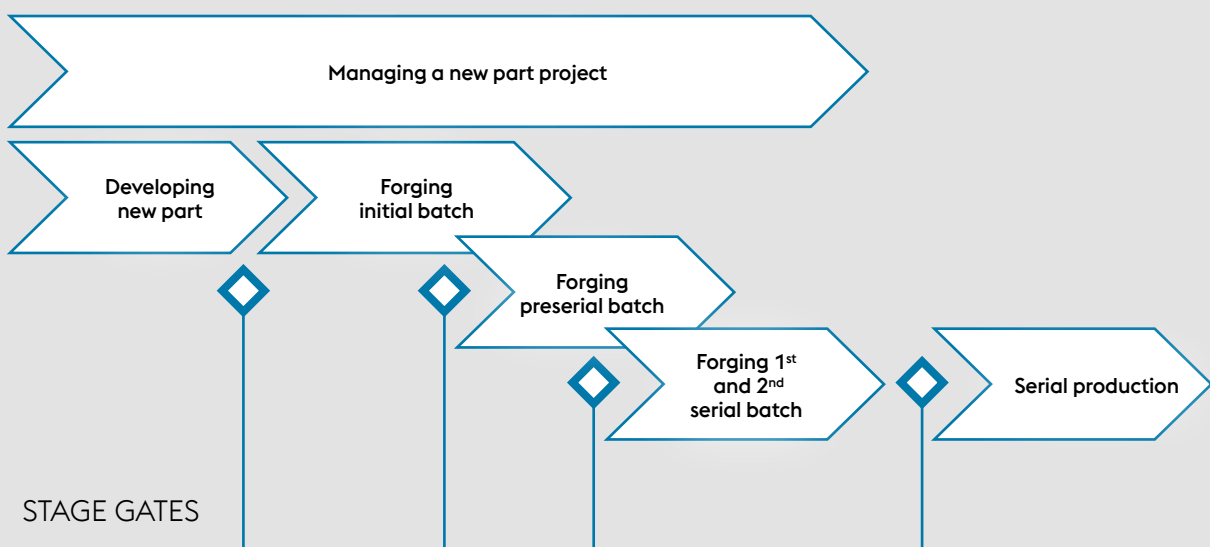 Managing a new part project
Developing
new part
Forging
initial batch
Forging
preserial batch
Forging 1st
and 2nd
serial batch
Serial production
STAGE GATES